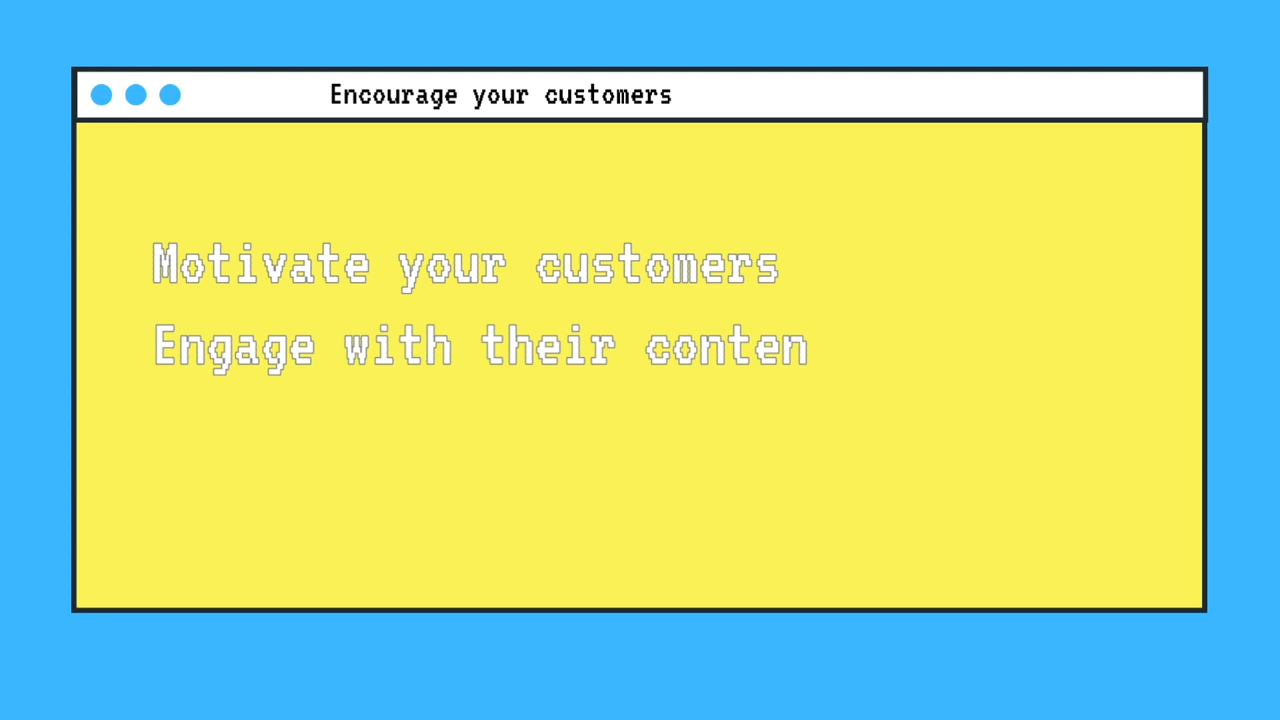 Encourage your customers
Motivate your customers
Engage with their conten